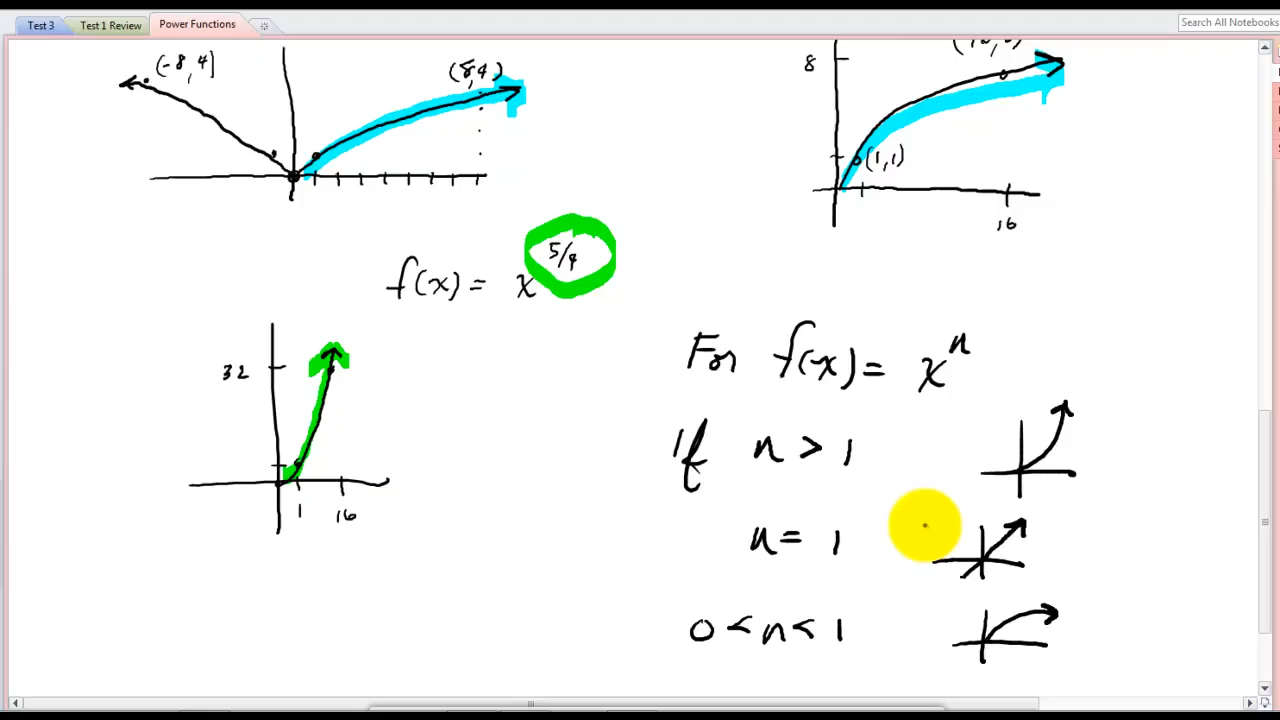 Test 3
Test 1 Review
Power Functions
Search All Notebooks
(-8,4]
(8,4)
8
(1,1)
16
f(x) = x^5/4
32
1
16
For f(x) = x^n
if n > 1
n = 1
0 < n < 1